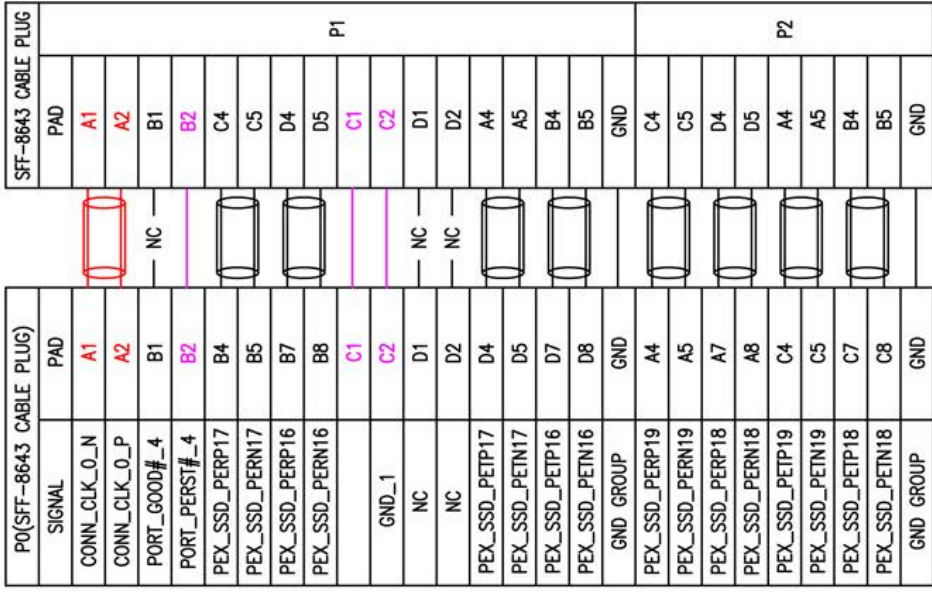 P0(SFF-8643 CABLE PLUG) SFF-8643 CABLE PLUG
SIGNAL PAD PAD
CONN_CLK_0_N A1 A1 P1
CONN_CLK_0_P A2 A2
PORT_GOOD#_4 B1 NC B1
PORT_PERST#_4 B2 B2
PEX_SSD_PERP17 B4 C4
PEX_SSD_PERN17 B5 C5
PEX_SSD_PERP16 B7 D4
PEX_SSD_PERN16 B8 D5
C1 C1
GND_1 C2 C2
NC D1 NC D1
NC D2 NC D2
PEX_SSD_PETP17 D4 A4
PEX_SSD_PETN17 D5 A5
PEX_SSD_PETP16 D7 B4
PEX_SSD_PETN16 D8 B5
GND GROUP GND GND
PEX_SSD_PERP19 A4 C4 P2
PEX_SSD_PERN19 A5 C5
PEX_SSD_PERP18 A7 D4
PEX_SSD_PERN18 A8 D5
PEX_SSD_PETP19 C4 A4
PEX_SSD_PETN19 C5 A5
PEX_SSD_PETP18 C7 B4
PEX_SSD_PETN18 C8 B5
GND GROUP GND GND